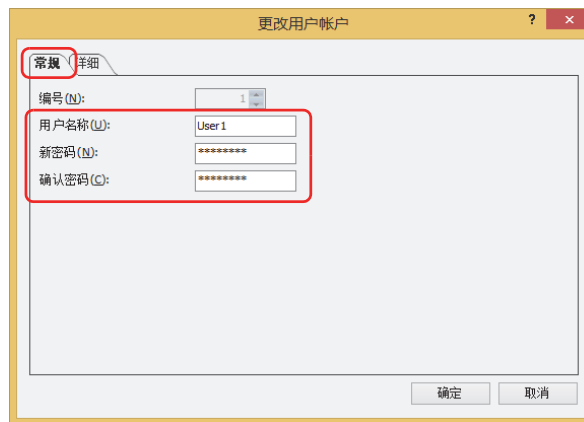 更改用户帐户
?
×
常规 详细
编号(N): 1
用户名称(U): User1
新密码(N): ********
确认密码(C): ********
确定 取消